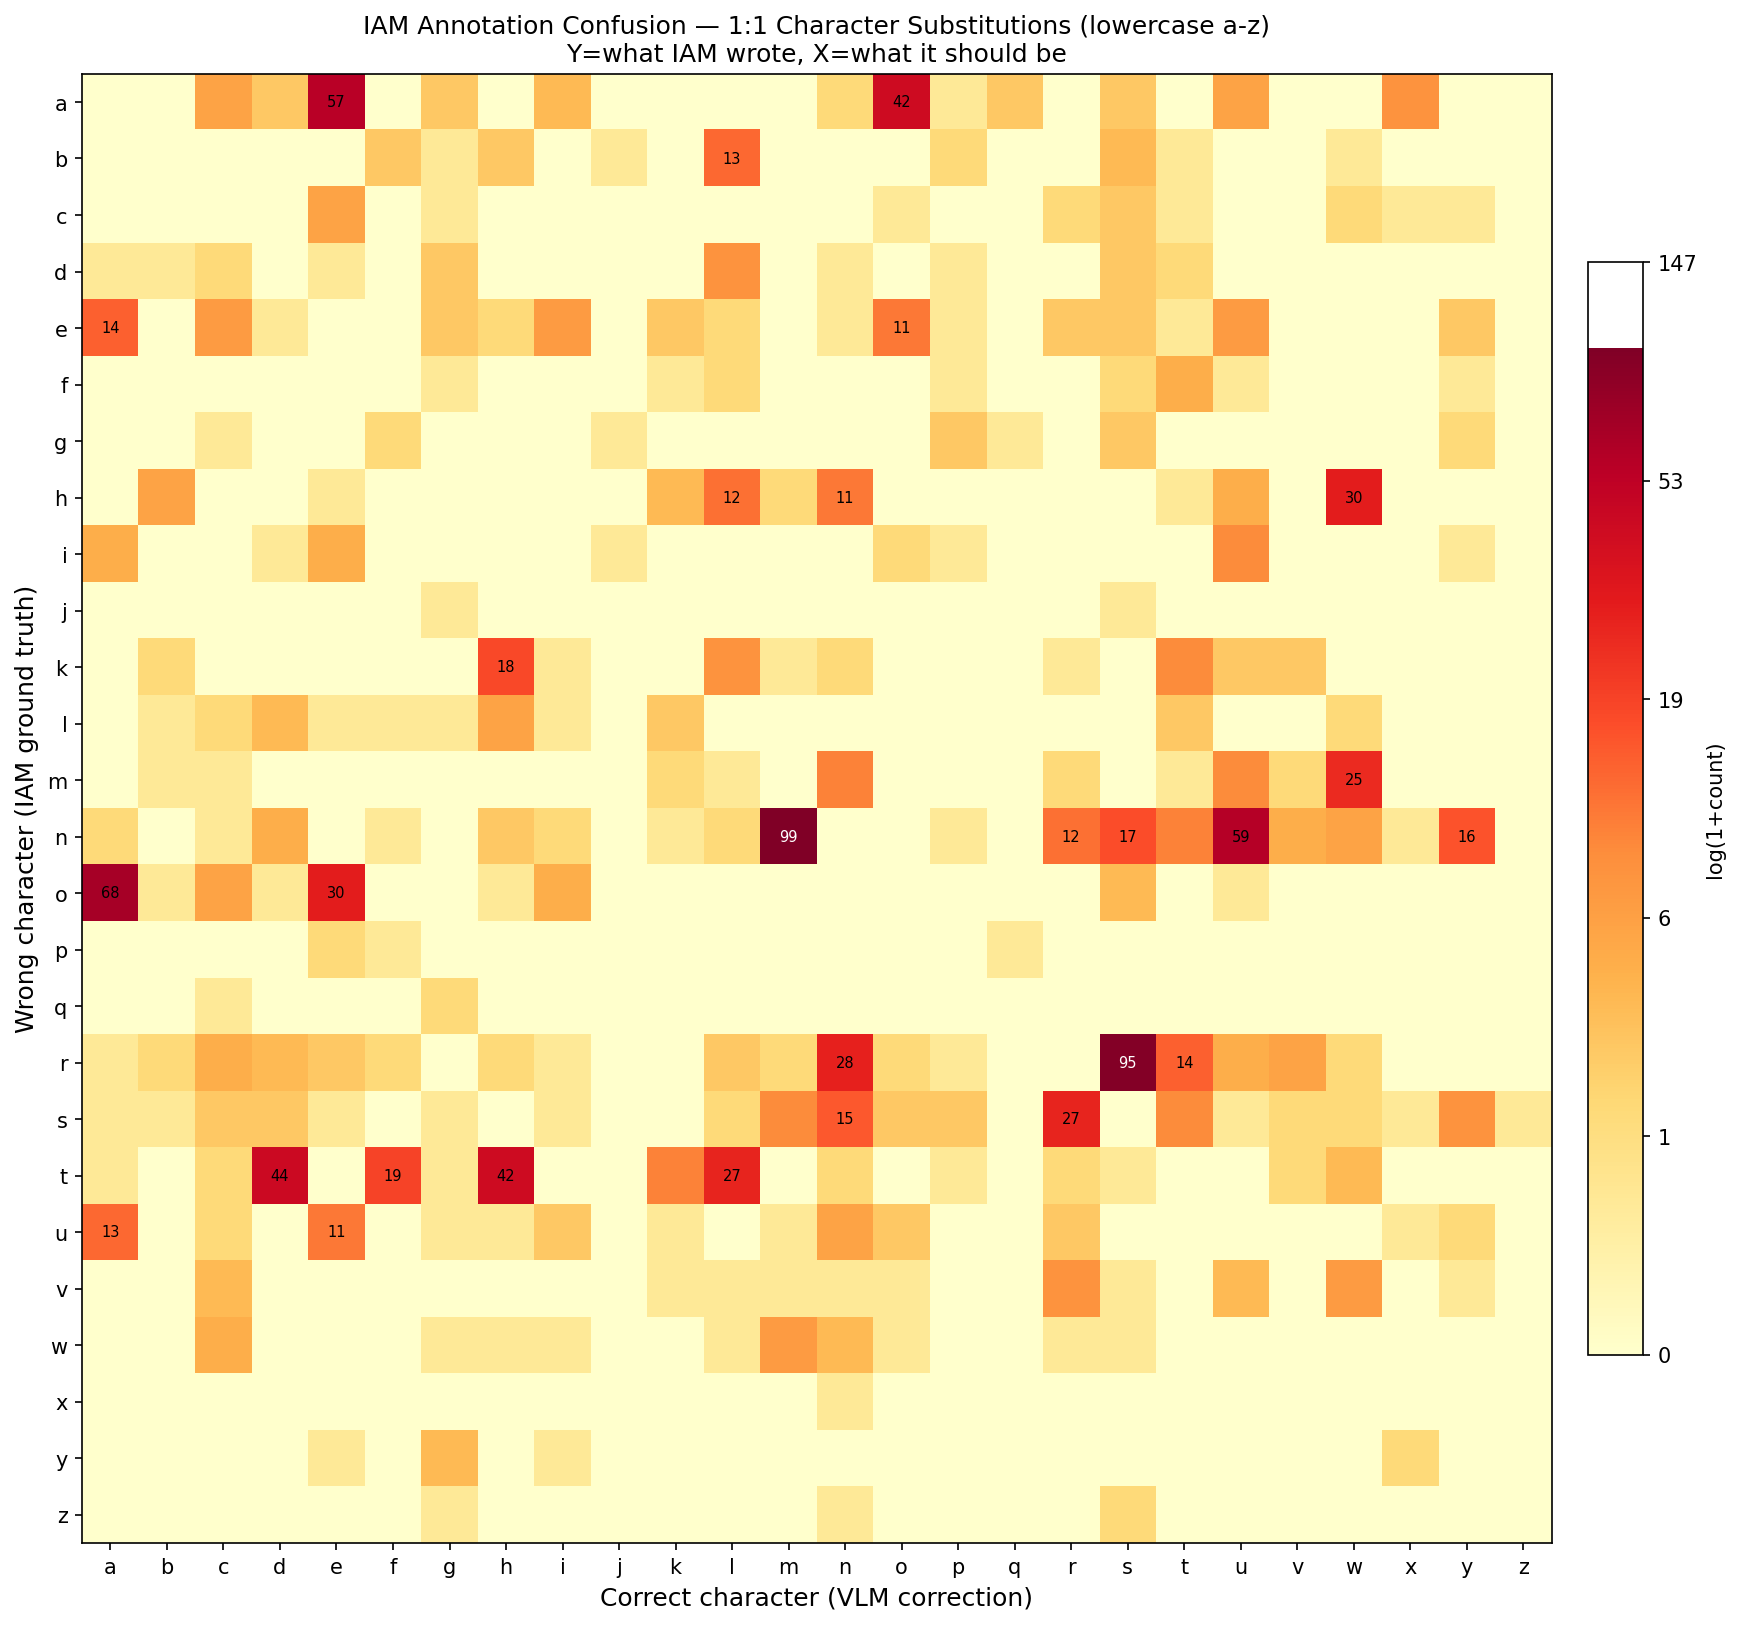 IAM Annotation Confusion — 1:1 Character Substitutions (lowercase a-z)
Y=what IAM wrote, X=what it should be
Wrong character (IAM ground truth)
a 57 42
b 13
c
d
e 14 11
f
g
h 12 11 30
i
j
k 18
l
m 25
n 99 12 17 59 16
o 68 30
p
q
r 28 95 14
s 15 27
t 44 19 42 27
u 13 11
v
w
x
y
z
a b c d e f g h i j k l m n o p q r s t u v w x y z
Correct character (VLM correction)
147
53
19
6
1
0
log(1+count)